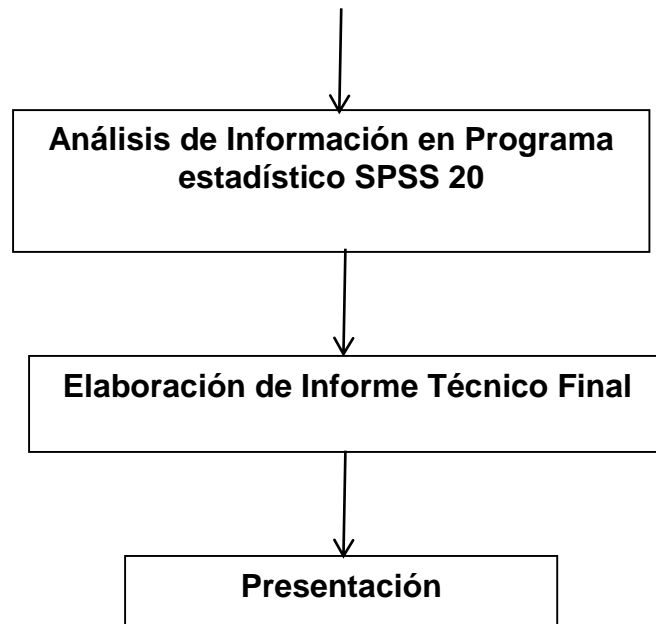 Análisis de Información en Programa
estadístico SPSS 20
Elaboración de Informe Técnico Final
Presentación